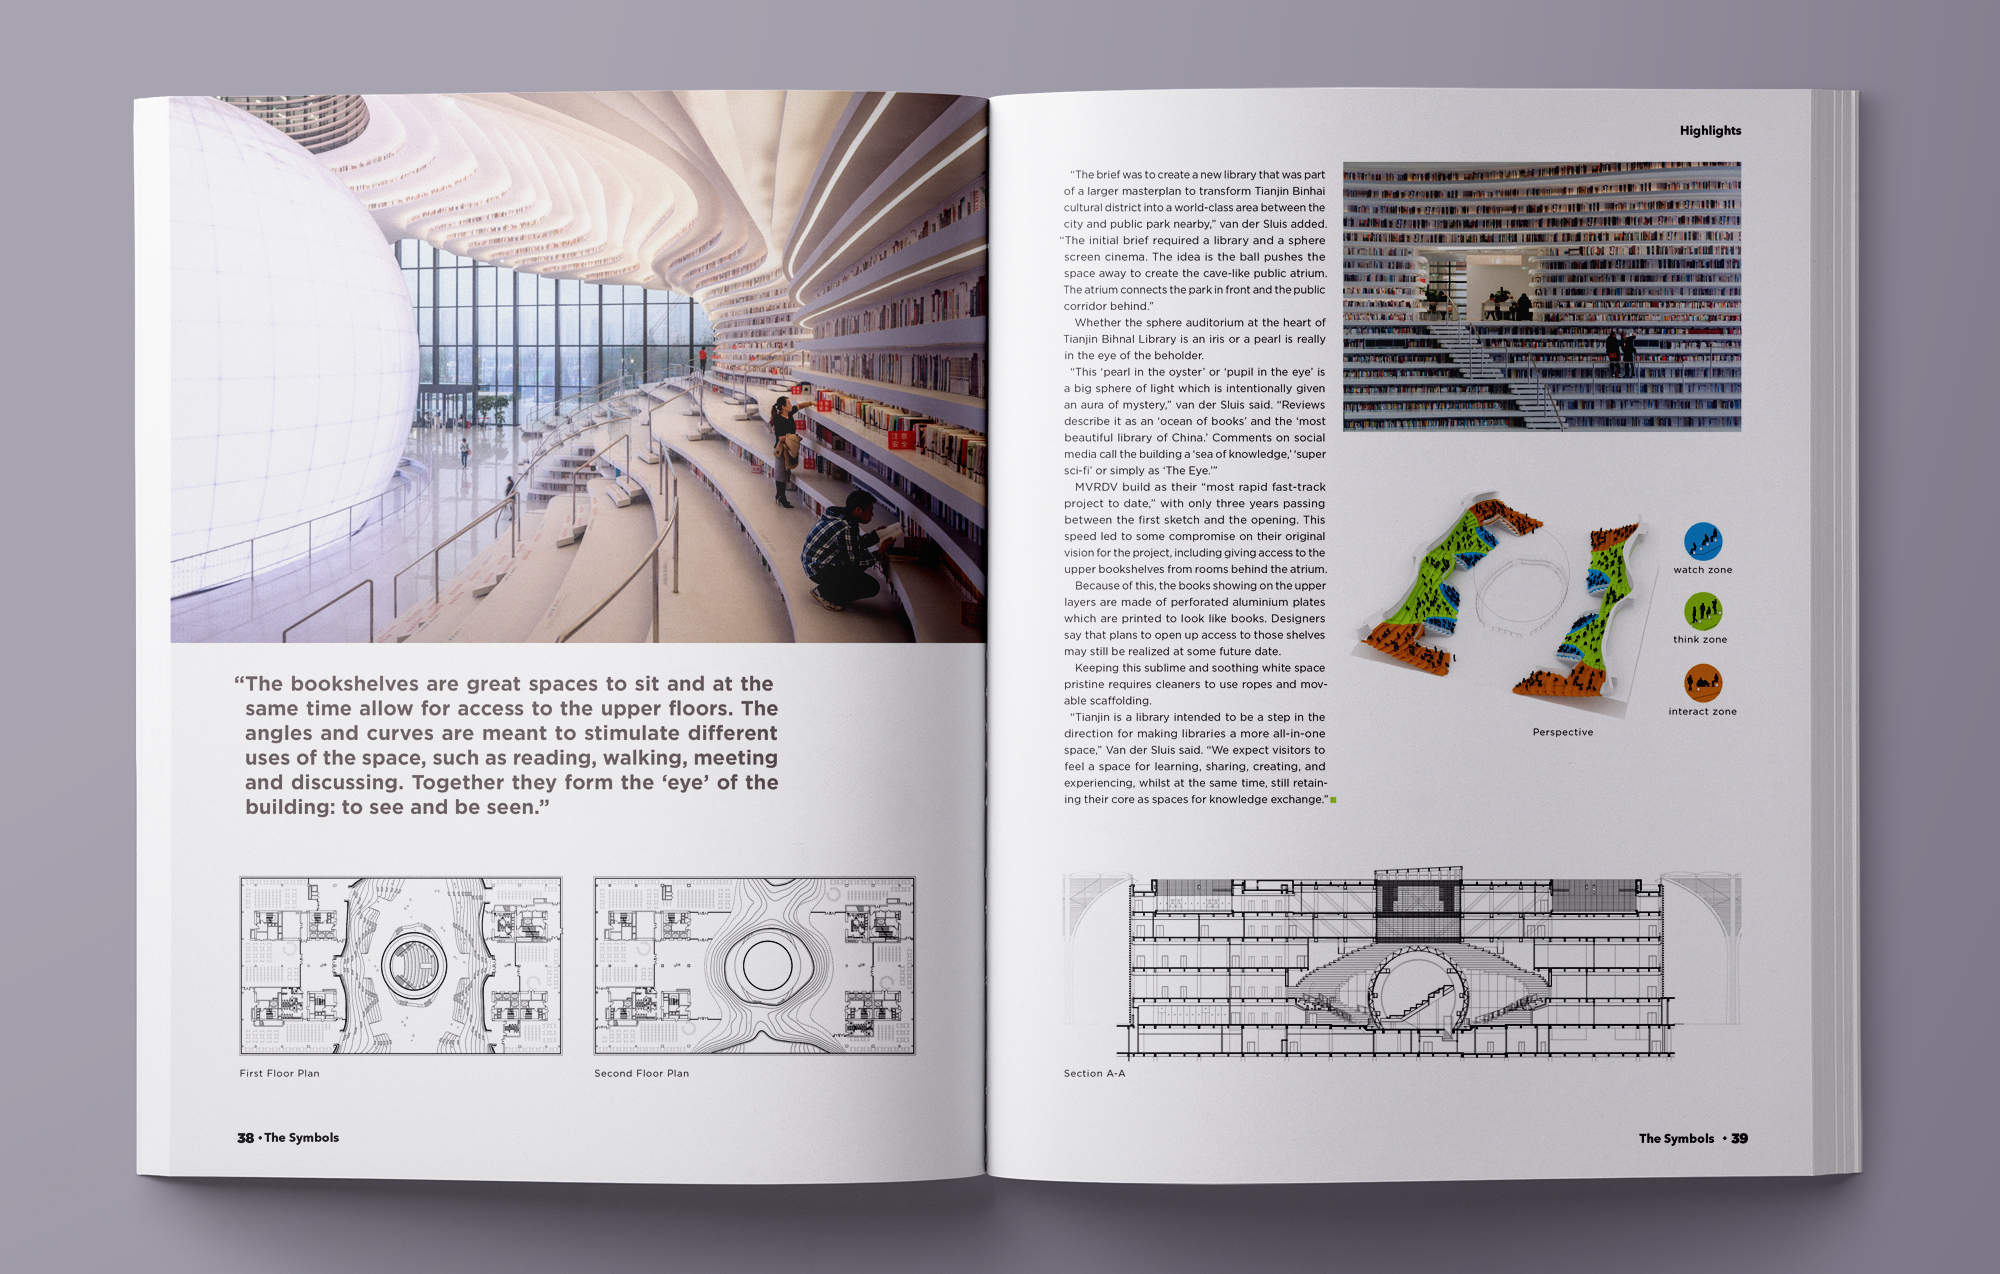 注意
安全
“The bookshelves are great spaces to sit and at the
same time allow for access to the upper floors. The
angles and curves are meant to stimulate different
uses of the space, such as reading, walking, meeting
and discussing. Together they form the ‘eye’ of the
building: to see and be seen.”
First Floor Plan
Second Floor Plan
38 • The Symbols
Highlights
“The brief was to create a new library that was part
of a larger masterplan to transform Tianjin Binhai
cultural district into a world-class area between the
city and public park nearby,” van der Sluis added.
“The initial brief required a library and a sphere
screen cinema. The idea is the ball pushes the
space away to create the cave-like public atrium.
The atrium connects the park in front and the public
corridor behind.”
Whether the sphere auditorium at the heart of
Tianjin Bihnal Library is an iris or a pearl is really
in the eye of the beholder.
“This ‘pearl in the oyster’ or ‘pupil in the eye’ is
a big sphere of light which is intentionally given
an aura of mystery,” van der Sluis said. “Reviews
describe it as an ‘ocean of books’ and the ‘most
beautiful library of China.’ Comments on social
media call the building a ‘sea of knowledge,’ ‘super
sci-fi’ or simply as ‘The Eye.’”
MVRDV build as their “most rapid fast-track
project to date,” with only three years passing
between the first sketch and the opening. This
speed led to some compromise on their original
vision for the project, including giving access to the
upper bookshelves from rooms behind the atrium.
Because of this, the books showing on the upper
layers are made of perforated aluminium plates
which are printed to look like books. Designers
say that plans to open up access to those shelves
may still be realized at some future date.
Keeping this sublime and soothing white space
pristine requires cleaners to use ropes and mov-
able scaffolding.
“Tianjin is a library intended to be a step in the
direction for making libraries a more all-in-one
space,” Van der Sluis said. “We expect visitors to
feel a space for learning, sharing, creating, and
experiencing, whilst at the same time, still retain-
ing their core as spaces for knowledge exchange.”
watch zone
think zone
interact zone
Perspective
Section A-A
The Symbols • 39